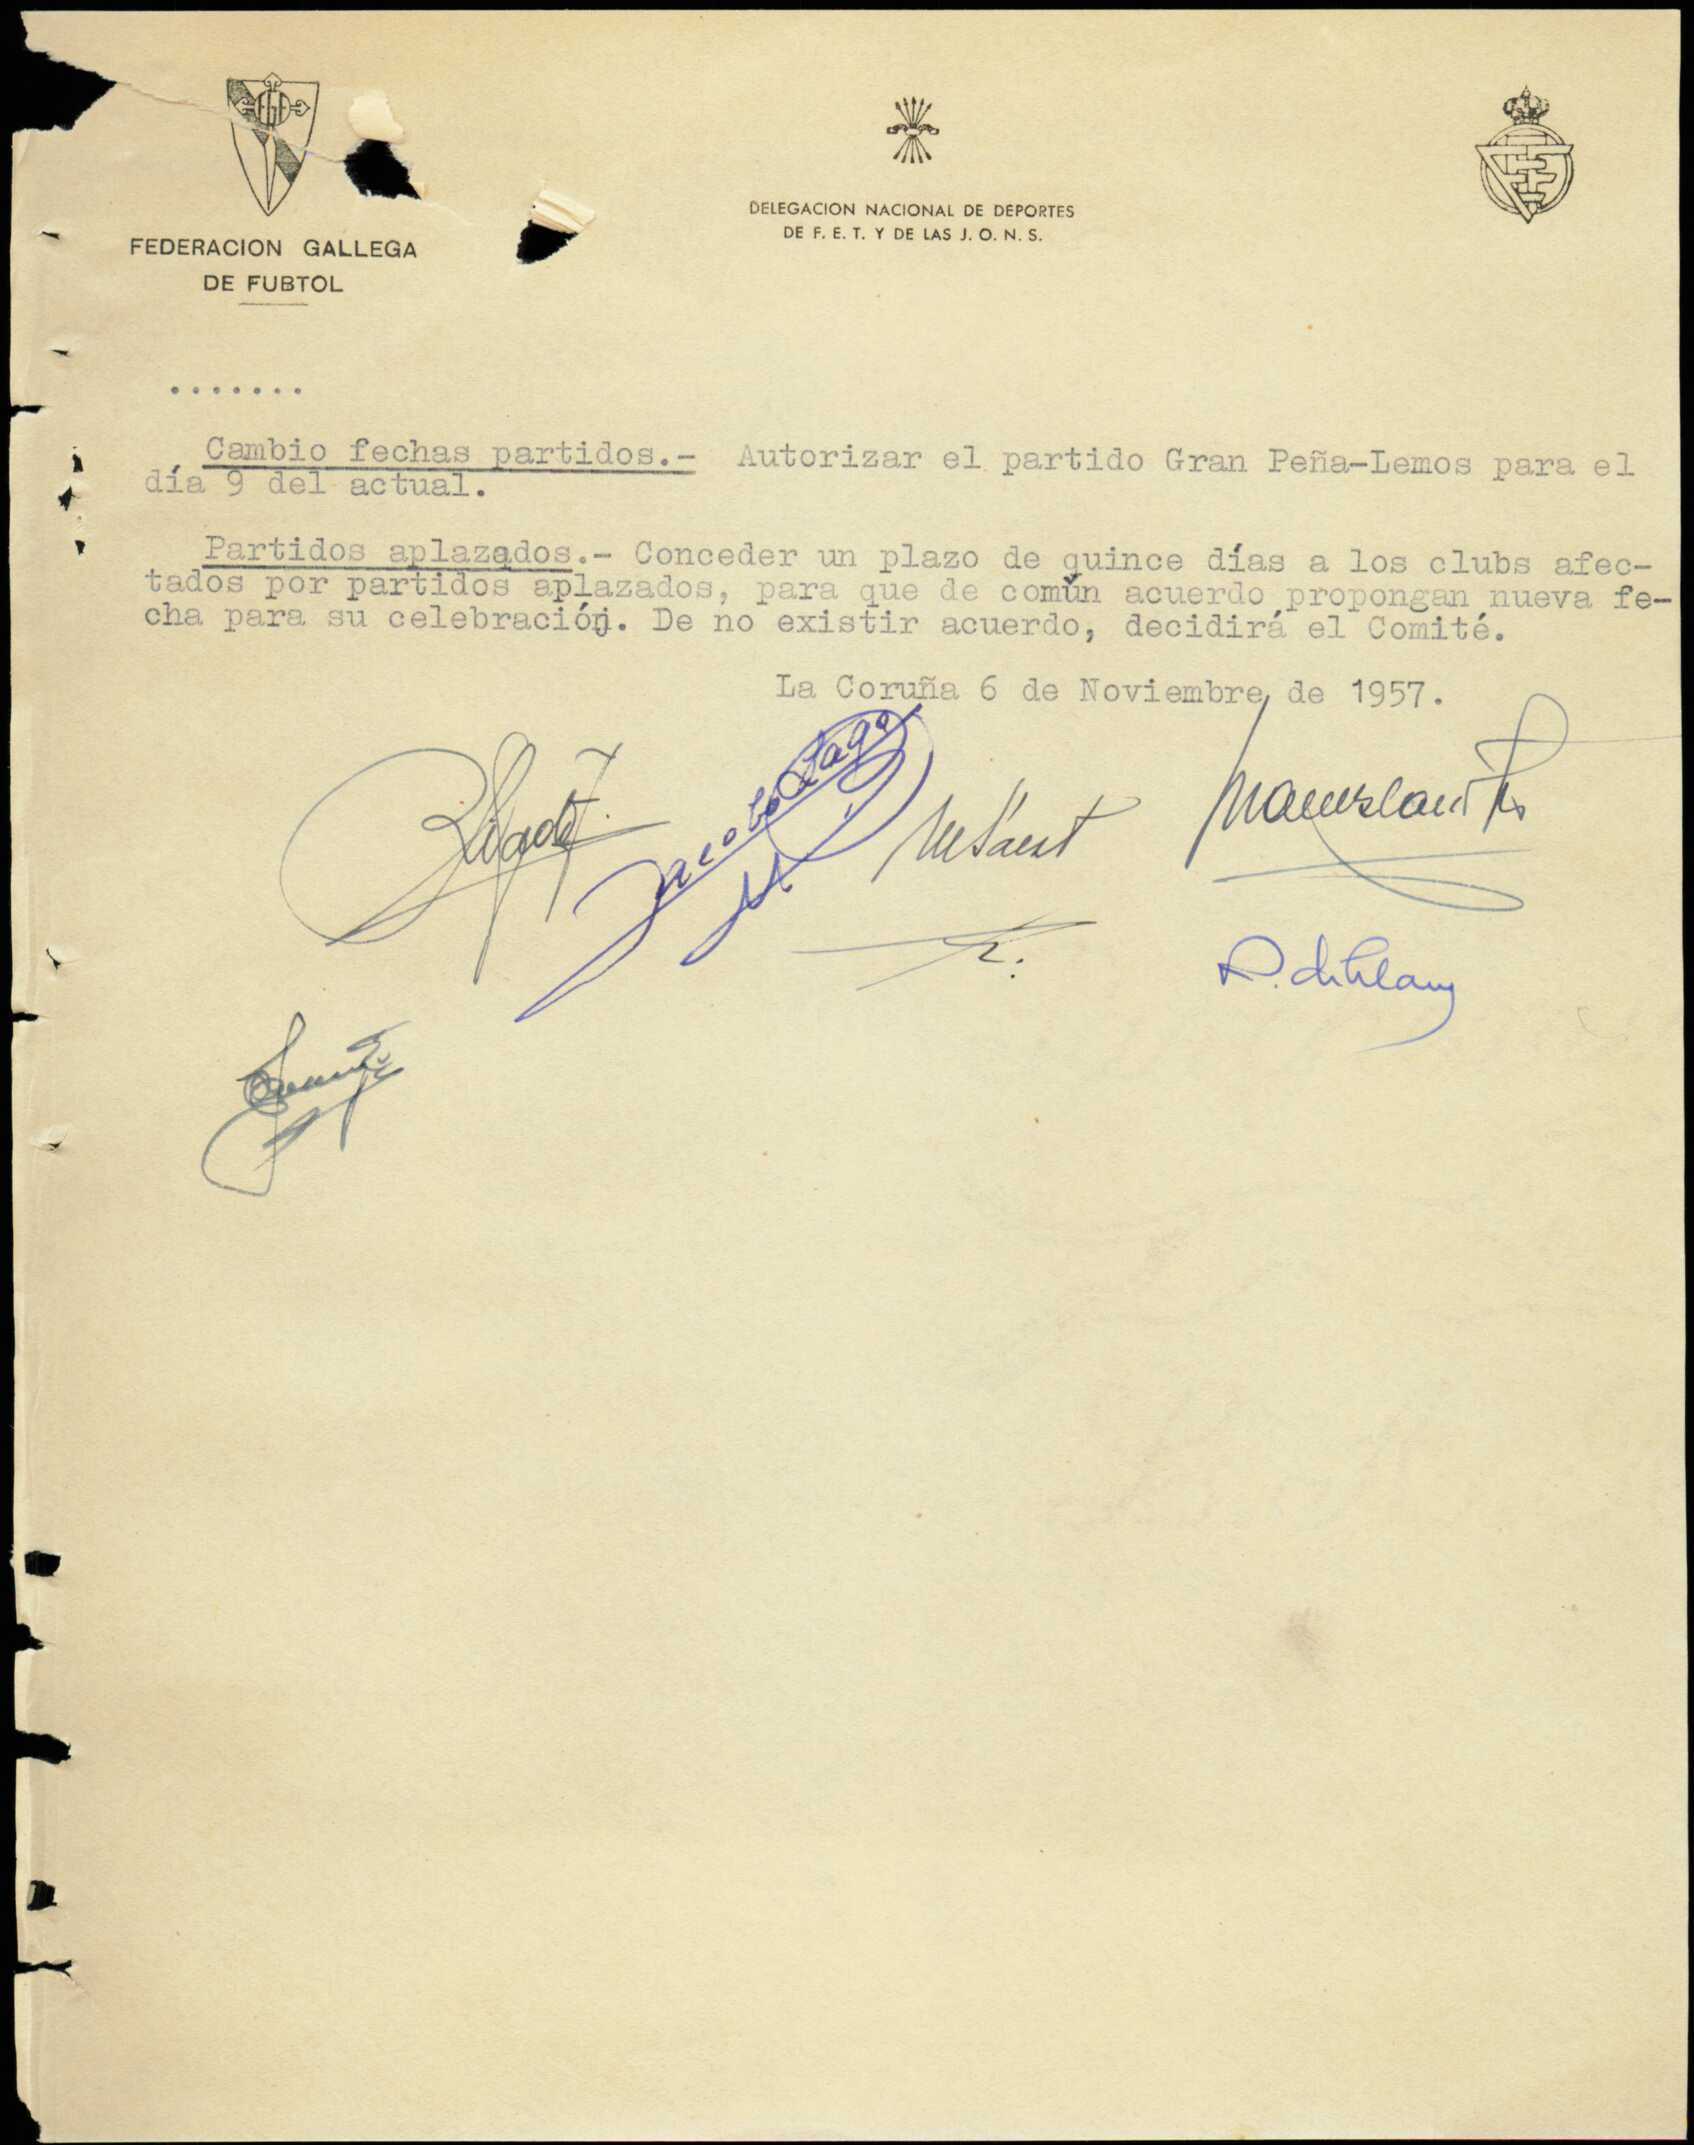 FGF
FEDERACION GALLEGA
DE FUBTOL
DELEGACION NACIONAL DE DEPORTES
DE F. E. T. Y DE LAS J. O. N. S.
.......
Cambio fechas partidos.- Autorizar el partido Gran Peña-Lemos para el
día 9 del actual.
Partidos aplazados.- Conceder un plazo de quince días a los clubs afec-
tados por partidos aplazados, para que de común acuerdo propongan nueva fe-
cha para su celebración. De no existir acuerdo, decidirá el Comité.
La Coruña 6 de Noviembre de 1957.
Jacobo Lago